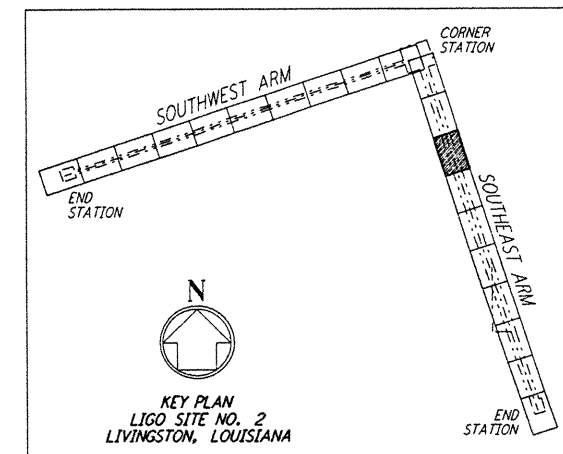 CORNER
STATION
SOUTHWEST ARM
END
STATION
SOUTHEAST ARM
N
KEY PLAN
LIGO SITE NO. 2
LIVINGSTON, LOUISIANA
END
STATION